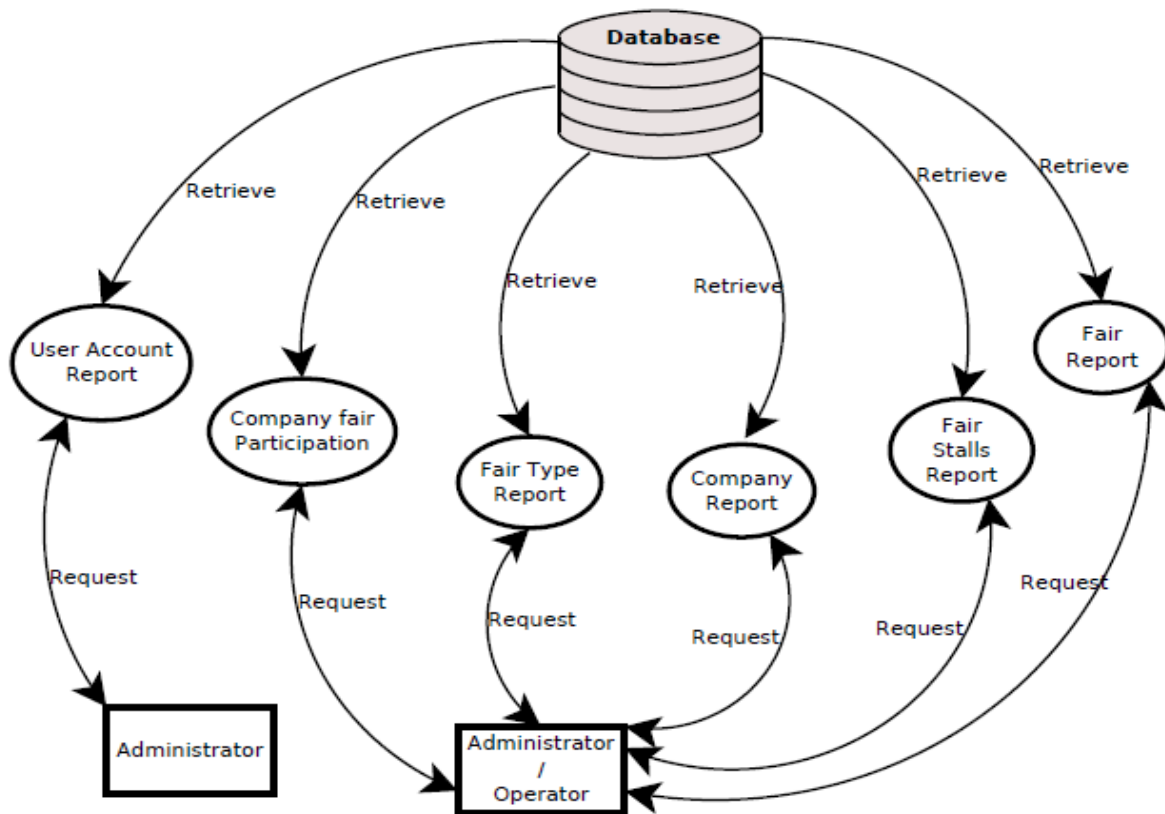 Database
Retrieve
Retrieve
Retrieve
Retrieve
Retrieve
Retrieve
User Account
Report
Company fair
Participation
Fair Type
Report
Company
Report
Fair
Stalls
Report
Fair
Report
Request
Request
Request
Request
Request
Request
Administrator
Administrator
/
Operator